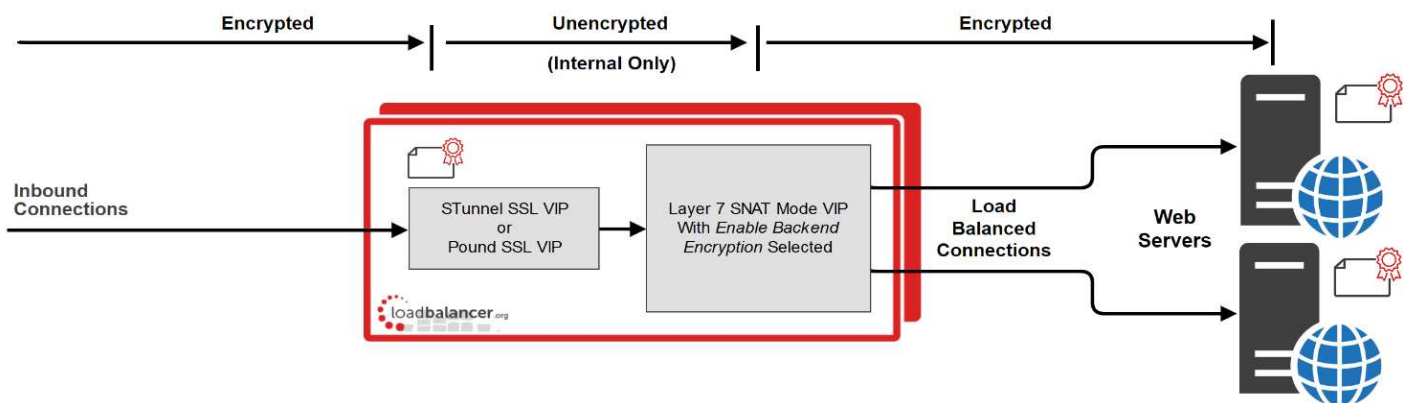 Encrypted
Unencrypted
(Internal Only)
Encrypted
Inbound
Connections
STunnel SSL VIP
or
Pound SSL VIP
Layer 7 SNAT Mode VIP
With Enable Backend
Encryption Selected
Load
Balanced
Connections
Web
Servers
loadbalancer.org